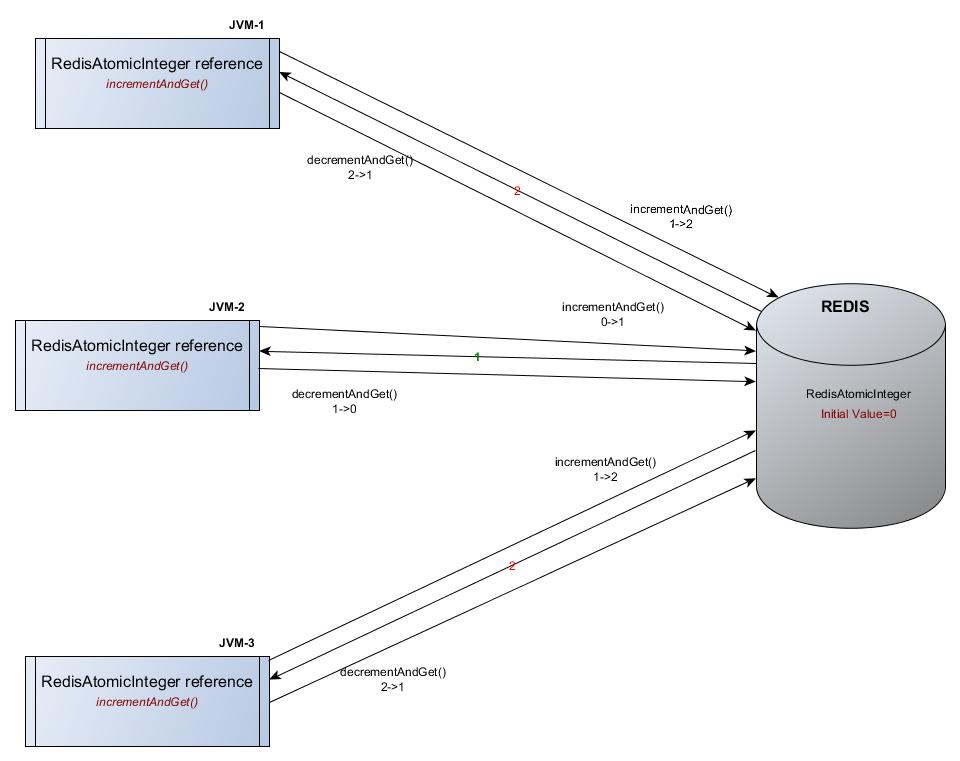 JVM-1
RedisAtomicInteger reference
incrementAndGet()
decrementAndGet()
2->1
2
incrementAndGet()
1->2
JVM-2
RedisAtomicInteger reference
incrementAndGet()
incrementAndGet()
0->1
1
decrementAndGet()
1->0
REDIS
RedisAtomicInteger
Initial Value=0
incrementAndGet()
1->2
2
JVM-3
RedisAtomicInteger reference
incrementAndGet()
decrementAndGet()
2->1